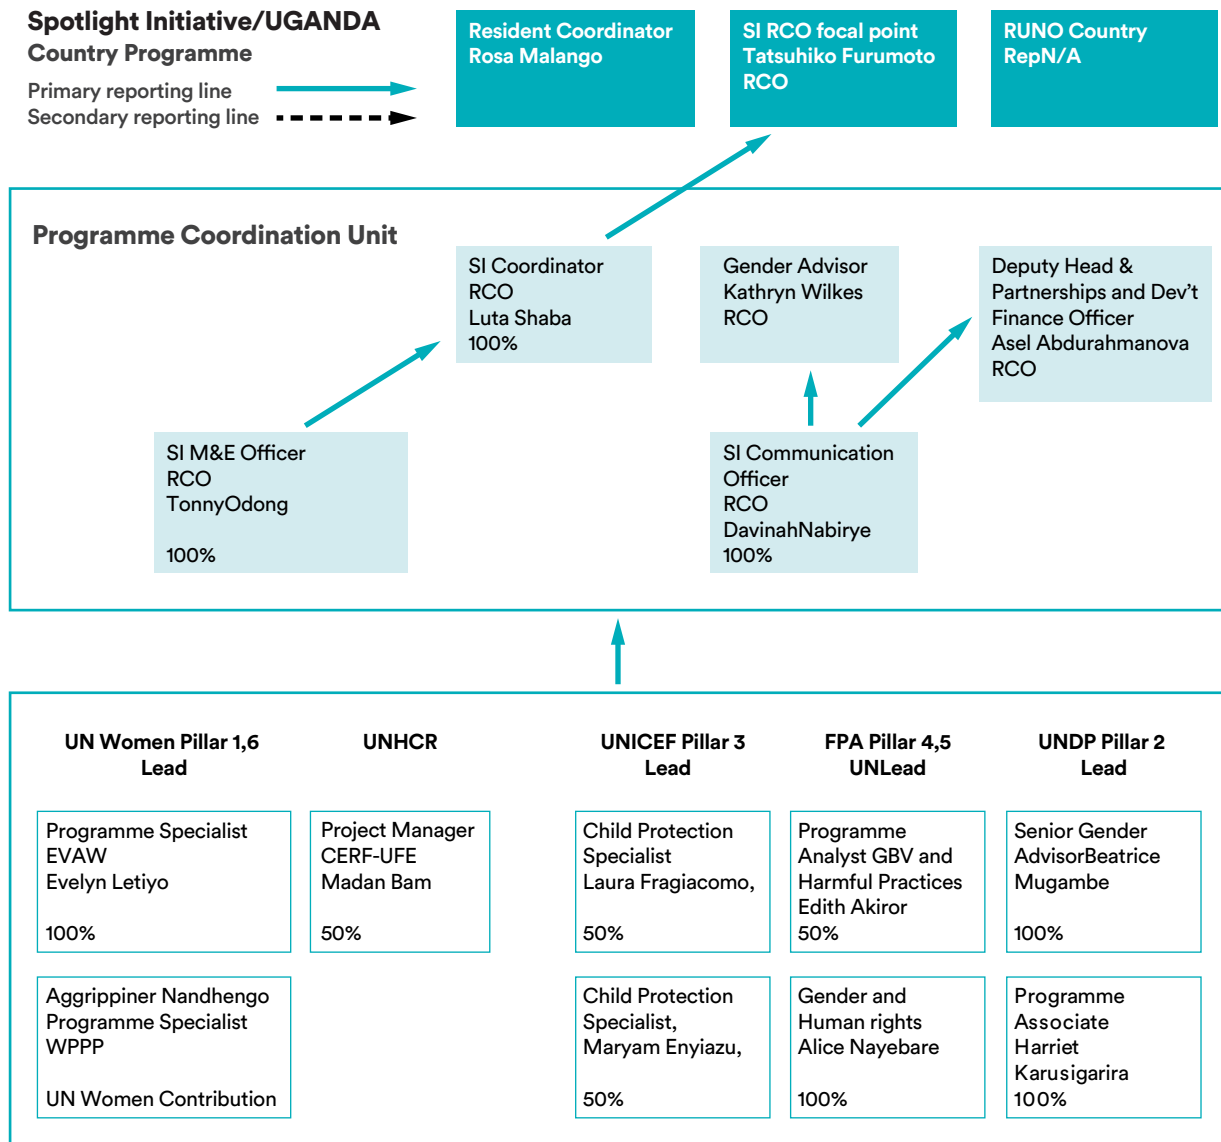 Spotlight Initiative/UGANDA
Country Programme
Primary reporting line
Secondary reporting line
Resident Coordinator
Rosa Malango
SI RCO focal point
Tatsuhiko Furumoto
RCO
RUNO Country
RepN/A
Programme Coordination Unit
SI Coordinator
RCO
Luta Shaba
100%
Gender Advisor
Kathryn Wilkes
RCO
Deputy Head &
Partnerships and Dev’t
Finance Officer
Asel Abdurahmanova
RCO
SI M&E Officer
RCO
TonnyOdong
100%
SI Communication
Officer
RCO
DavinahNabirye
100%
UN Women Pillar 1,6
Lead
UNHCR
UNICEF Pillar 3
Lead
FPA Pillar 4,5
UNLead
UNDP Pillar 2
Lead
Programme Specialist
EVAW
Evelyn Letiyo
100%
Project Manager
CERF-UFE
Madan Bam
50%
Child Protection
Specialist
Laura Fragiacomo,
50%
Programme
Analyst GBV and
Harmful Practices
Edith Akiror
50%
Senior Gender
AdvisorBeatrice
Mugambe
100%
Aggrippiner Nandhengo
Programme Specialist
WPPP
UN Women Contribution
Child Protection
Specialist,
Maryam Enyiazu,
50%
Gender and
Human rights
Alice Nayebare
100%
Programme
Associate
Harriet
Karusigarira
100%